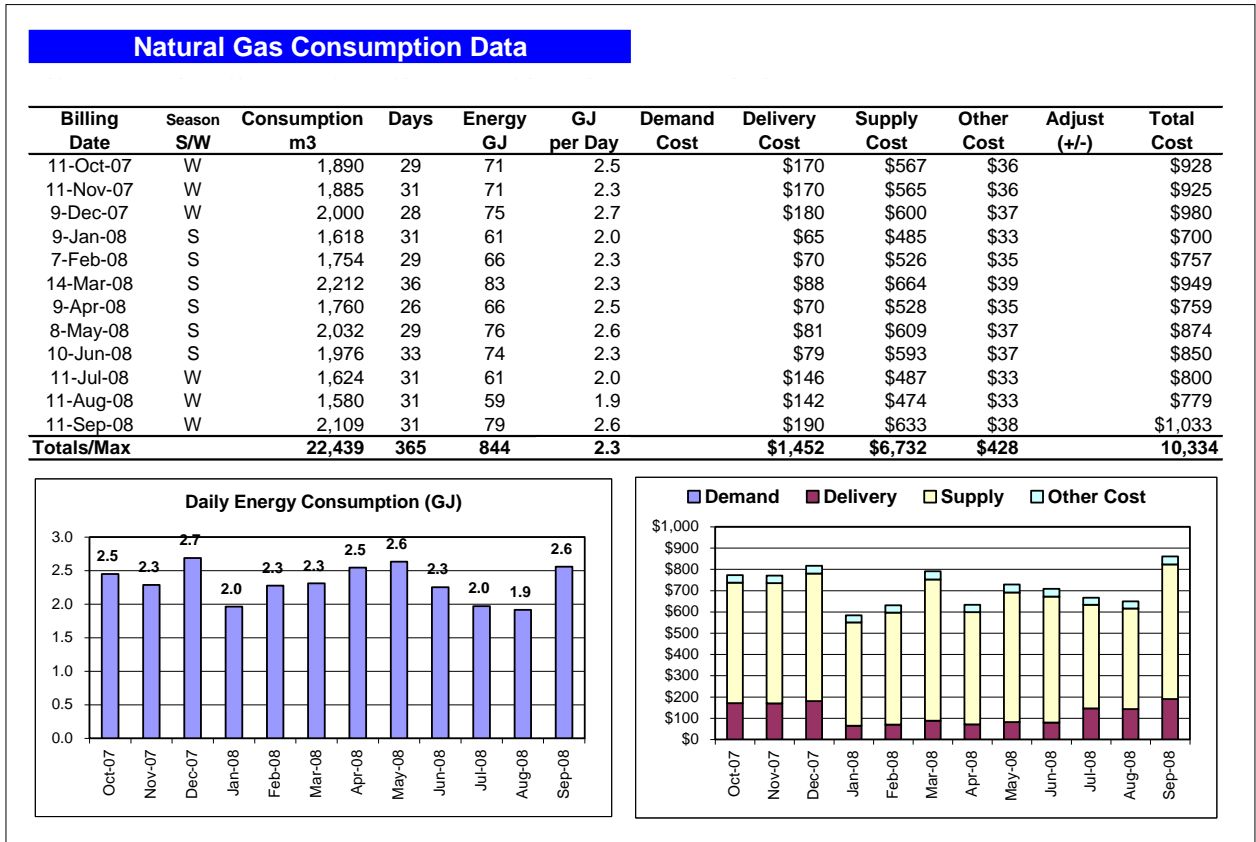 Natural Gas Consumption Data
Billing Season Consumption Days Energy GJ Demand Delivery Supply Other Adjust Total
Date S/W m3 GJ per Day Cost Cost Cost Cost (+/-) Cost
11-Oct-07 W 1,890 29 71 2.5 $170 $567 $36 $928
11-Nov-07 W 1,885 31 71 2.3 $170 $565 $36 $925
9-Dec-07 W 2,000 28 75 2.7 $180 $600 $37 $980
9-Jan-08 S 1,618 31 61 2.0 $65 $485 $33 $700
7-Feb-08 S 1,754 29 66 2.3 $70 $526 $35 $757
14-Mar-08 S 2,212 36 83 2.3 $88 $664 $39 $949
9-Apr-08 S 1,760 26 66 2.5 $70 $528 $35 $759
8-May-08 S 2,032 29 76 2.6 $81 $609 $37 $874
10-Jun-08 S 1,976 33 74 2.3 $79 $593 $37 $850
11-Jul-08 W 1,624 31 61 2.0 $146 $487 $33 $800
11-Aug-08 W 1,580 31 59 1.9 $142 $474 $33 $779
11-Sep-08 W 2,109 31 79 2.6 $190 $633 $38 $1,033
Totals/Max 22,439 365 844 2.3 $1,452 $6,732 $428 10,334
Daily Energy Consumption (GJ)
3.0
2.5
2.0
1.5
1.0
0.5
0.0
2.5 2.3 2.7 2.0 2.3 2.3 2.5 2.6 2.3 2.0 1.9 2.6
Oct-07 Nov-07 Dec-07 Jan-08 Feb-08 Mar-08 Apr-08 May-08 Jun-08 Jul-08 Aug-08 Sep-08
Demand Delivery Supply Other Cost
$1,000
$900
$800
$700
$600
$500
$400
$300
$200
$100
$0
Oct-07 Nov-07 Dec-07 Jan-08 Feb-08 Mar-08 Apr-08 May-08 Jun-08 Jul-08 Aug-08 Sep-08